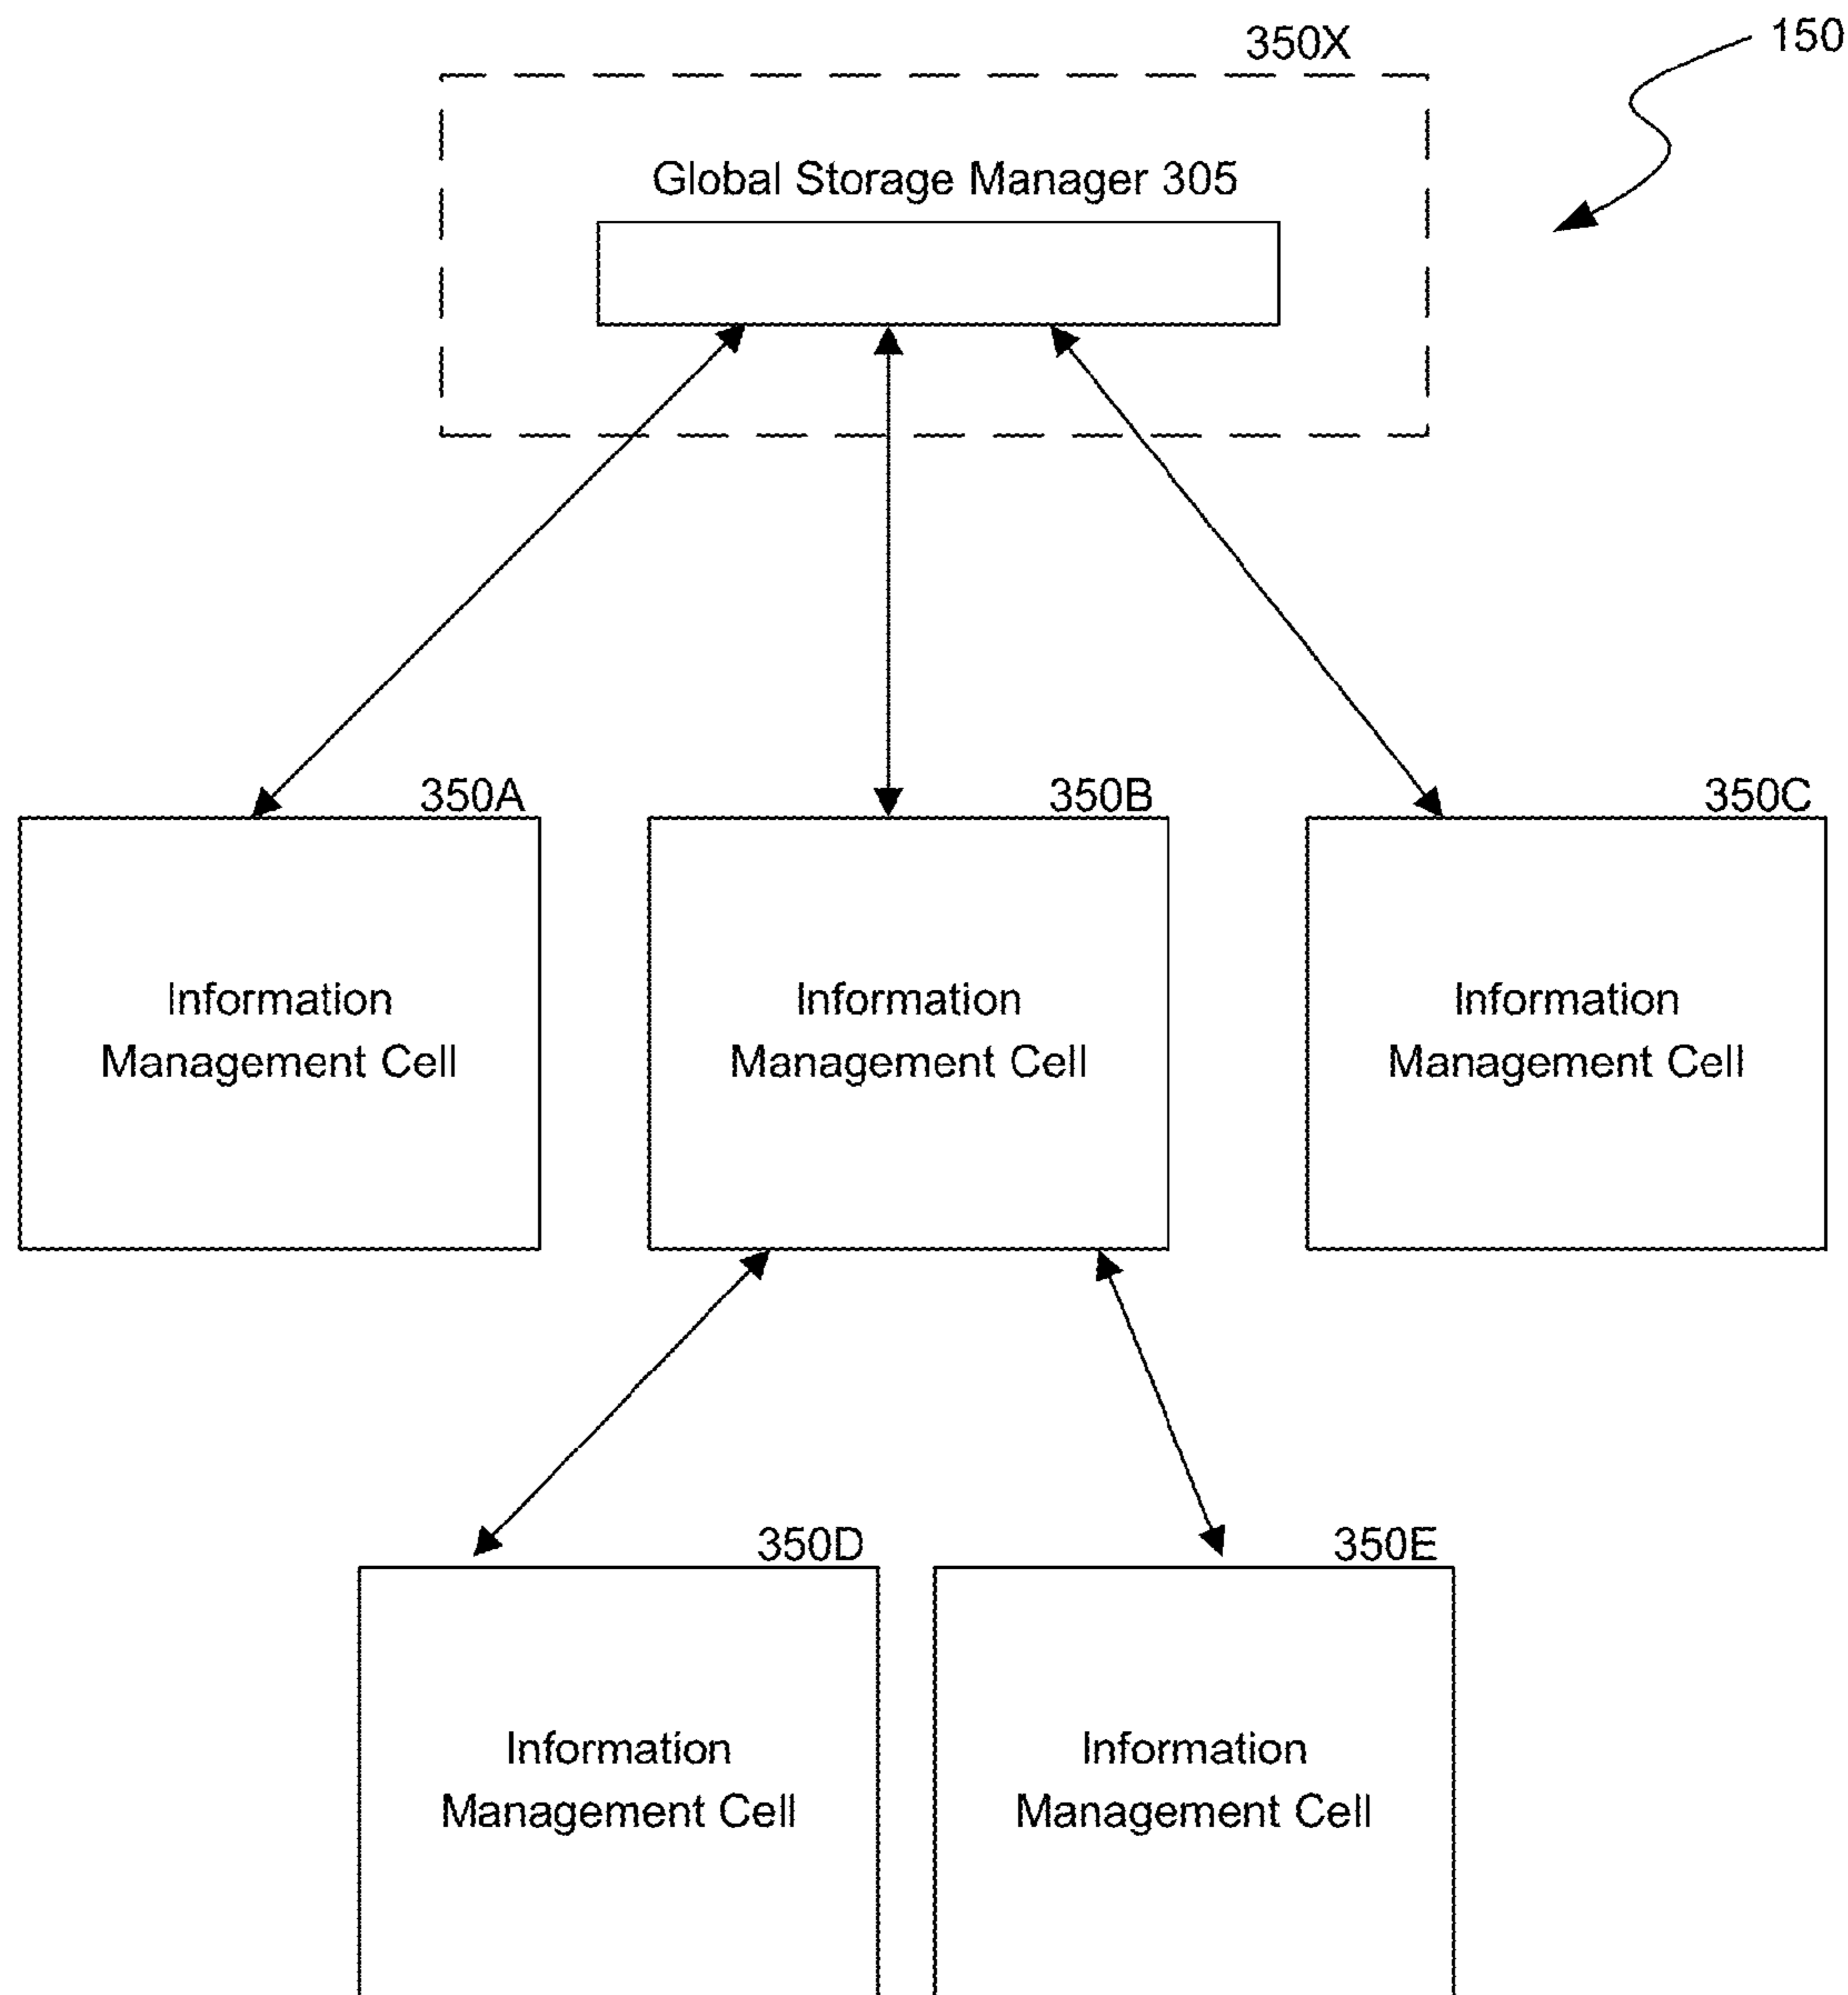 350X
150
Global Storage Manager 305
350A
350B
350C
Information
Management Cell
Information
Management Cell
Information
Management Cell
350D
350E
Information
Management Cell
Information
Management Cell